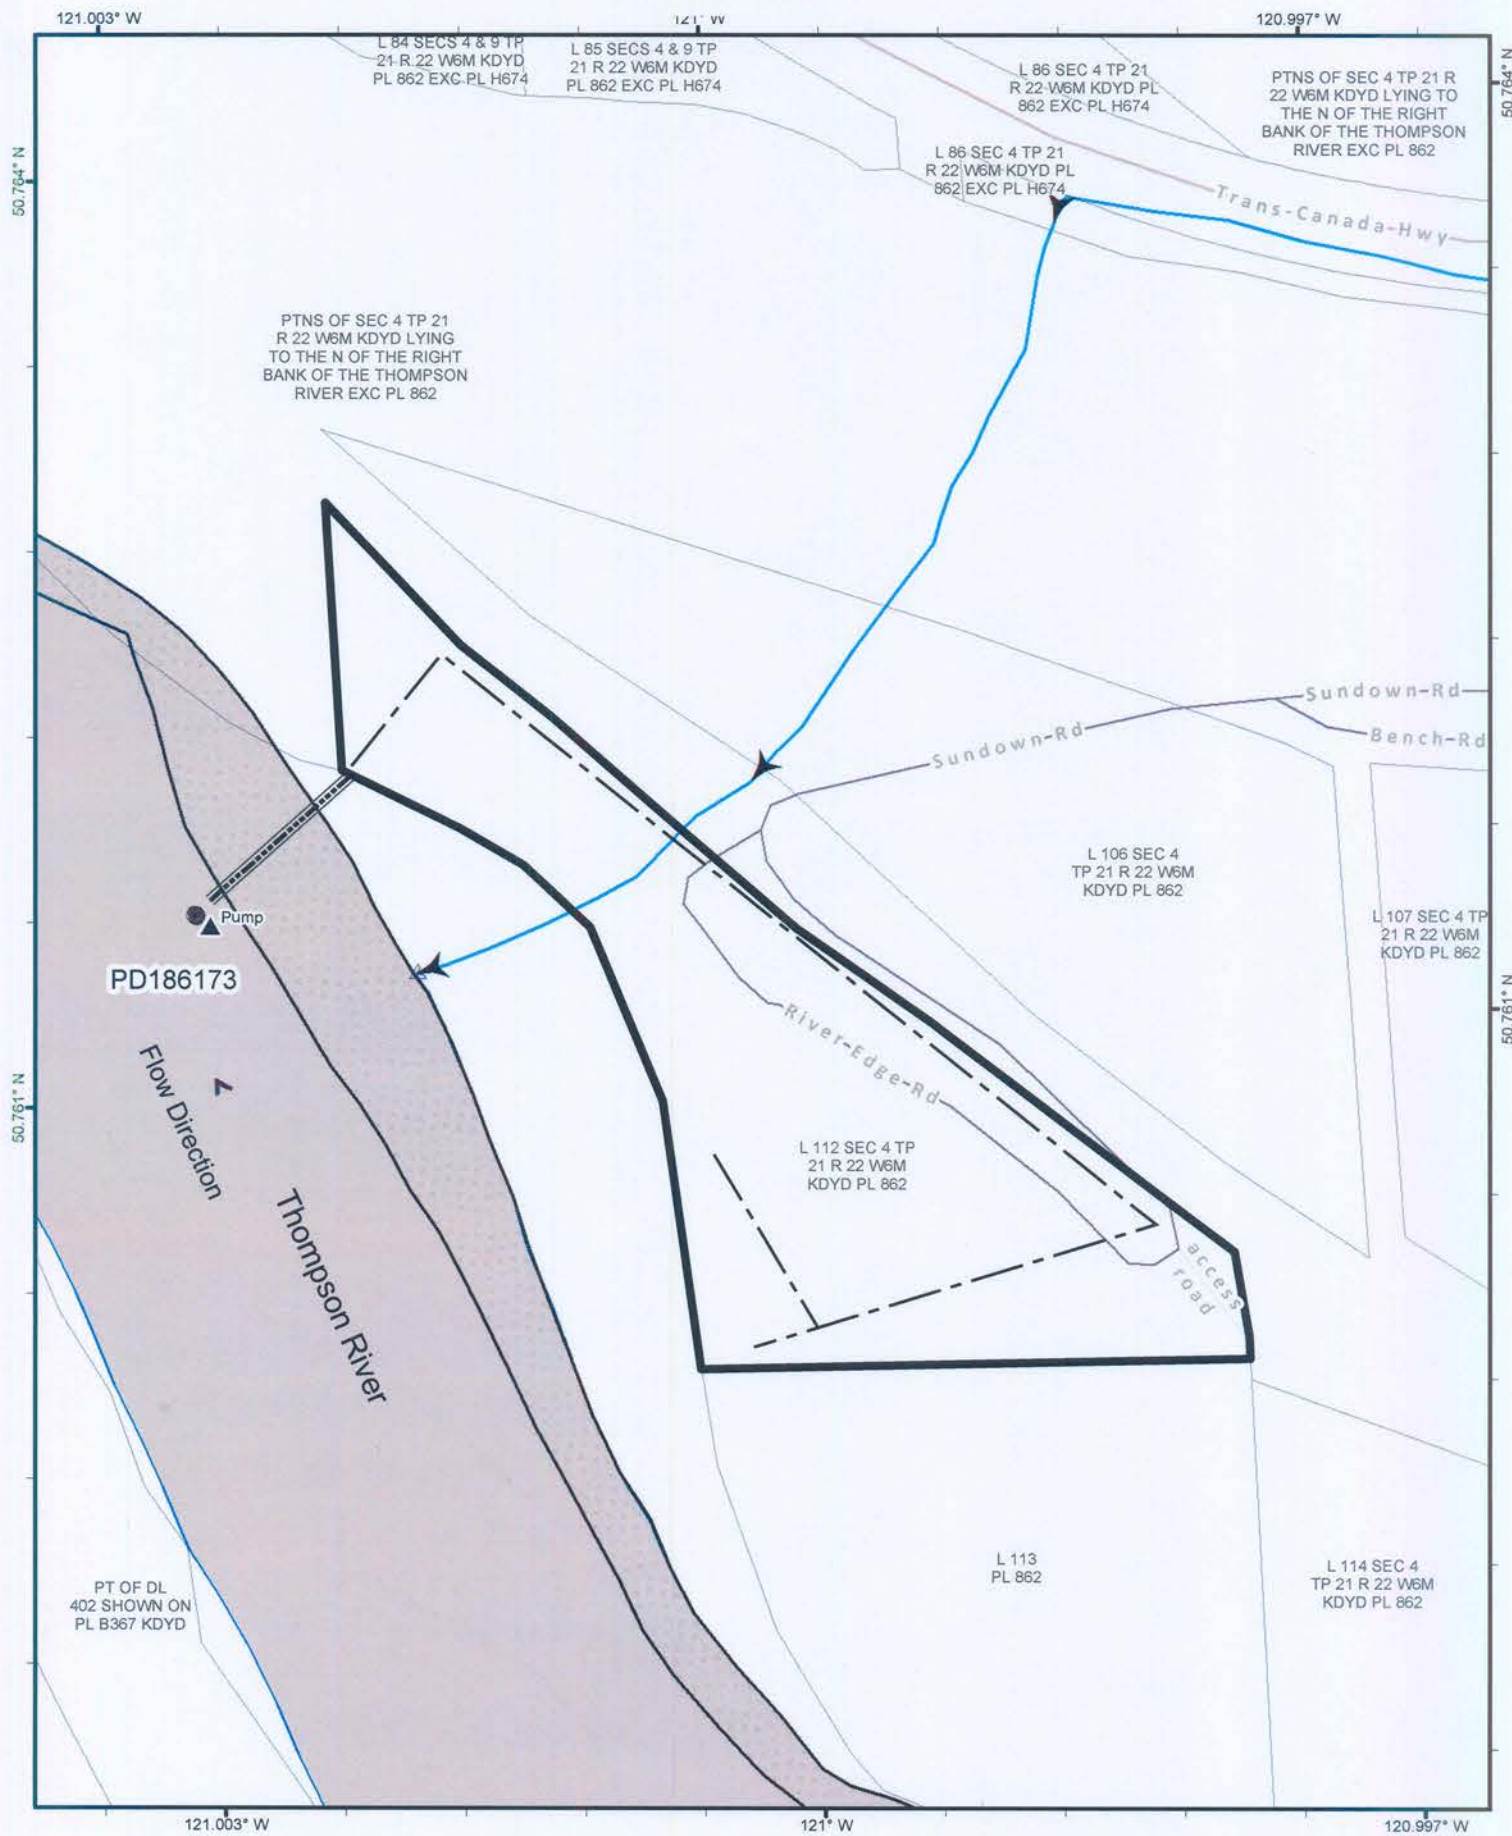 121.003° W
121° W
120.997° W
50.764° N
50.764° N
L 84 SECS 4 & 9 TP
21 R 22 W6M KDYD
PL 862 EXC PL H674
L 85 SECS 4 & 9 TP
21 R 22 W6M KDYD
PL 862 EXC PL H674
L 86 SEC 4 TP 21
R 22 W6M KDYD PL
862 EXC PL H674
PTNS OF SEC 4 TP 21 R
22 W6M KDYD LYING TO
THE N OF THE RIGHT
BANK OF THE THOMPSON
RIVER EXC PL 862
L 86 SEC 4 TP 21
R 22 W6M KDYD PL
862 EXC PL H674
Trans-Canada-Hwy
PTNS OF SEC 4 TP 21
R 22 W6M KDYD LYING
TO THE N OF THE RIGHT
BANK OF THE THOMPSON
RIVER EXC PL 862
Sundown-Rd
Sundown-Rd
Bench-Rd
L 106 SEC 4
TP 21 R 22 W6M
KDYD PL 862
L 107 SEC 4 TP
21 R 22 W6M
KDYD PL 862
Pump
PD186173
50.761° N
50.761° N
River-Edge-Rd
Flow Direction
Thompson River
L 112 SEC 4 TP
21 R 22 W6M
KDYD PL 862
access
road
L 113
PL 862
L 114 SEC 4
TP 21 R 22 W6M
KDYD PL 862
PT OF DL
402 SHOWN ON
PL B367 KDYD
121.003° W
121° W
120.997° W